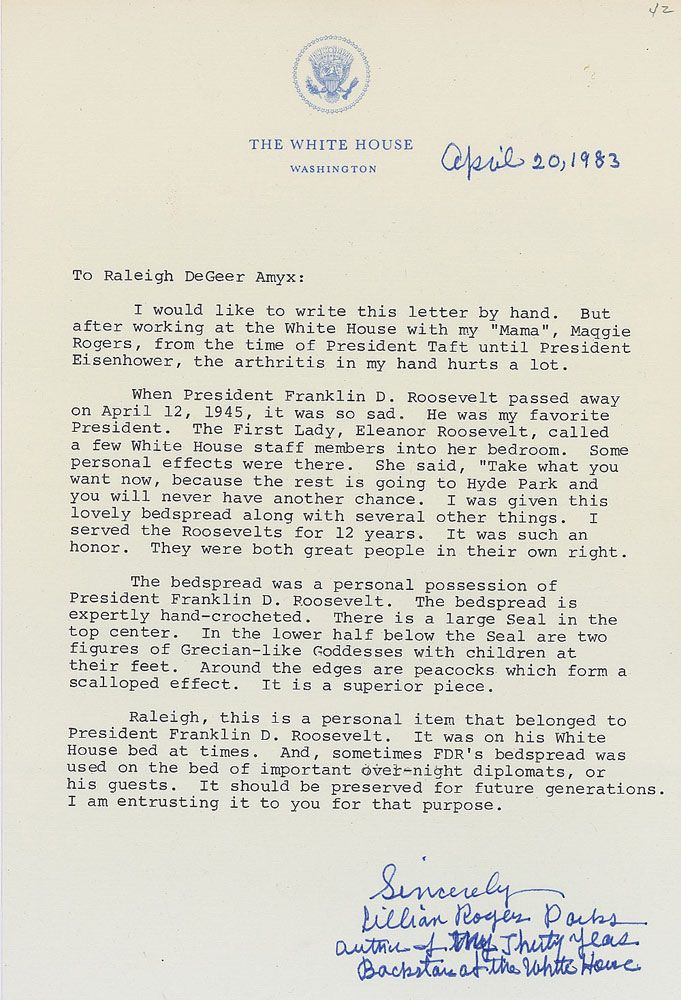 42
THE WHITE HOUSE
WASHINGTON
April 20, 1983
To Raleigh DeGeer Amyx:
I would like to write this letter by hand. But
after working at the White House with my "Mama", Maggie
Rogers, from the time of President Taft until President
Eisenhower, the arthritis in my hand hurts a lot.
When President Franklin D. Roosevelt passed away
on April 12, 1945, it was so sad. He was my favorite
President. The First Lady, Eleanor Roosevelt, called
a few White House staff members into her bedroom. Some
personal effects were there. She said, "Take what you
want now, because the rest is going to Hyde Park and
you will never have another chance. I was given this
lovely bedspread along with several other things. I
served the Roosevelts for 12 years. It was such an
honor. They were both great people in their own right.
The bedspread was a personal possession of
President Franklin D. Roosevelt. The bedspread is
expertly hand-crocheted. There is a large Seal in the
top center. In the lower half below the Seal are two
figures of Grecian-like Goddesses with children at
their feet. Around the edges are peacocks which form a
scalloped effect. It is a superior piece.
Raleigh, this is a personal item that belonged to
President Franklin D. Roosevelt. It was on his White
House bed at times. And, sometimes FDR's bedspread was
used on the bed of important over-night diplomats, or
his guests. It should be preserved for future generations.
I am entrusting it to you for that purpose.
Sincerely
Lillian Rogers Parks
author of My Thirty Years
Backstairs at the White House